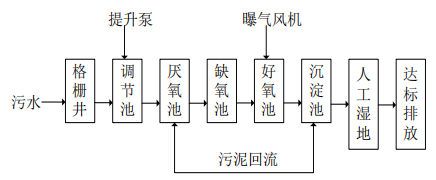 提升泵
曝气风机
污水
格栅井
调节池
厌氧池
缺氧池
好氧池
沉淀池
人工湿地
达标排放
污泥回流